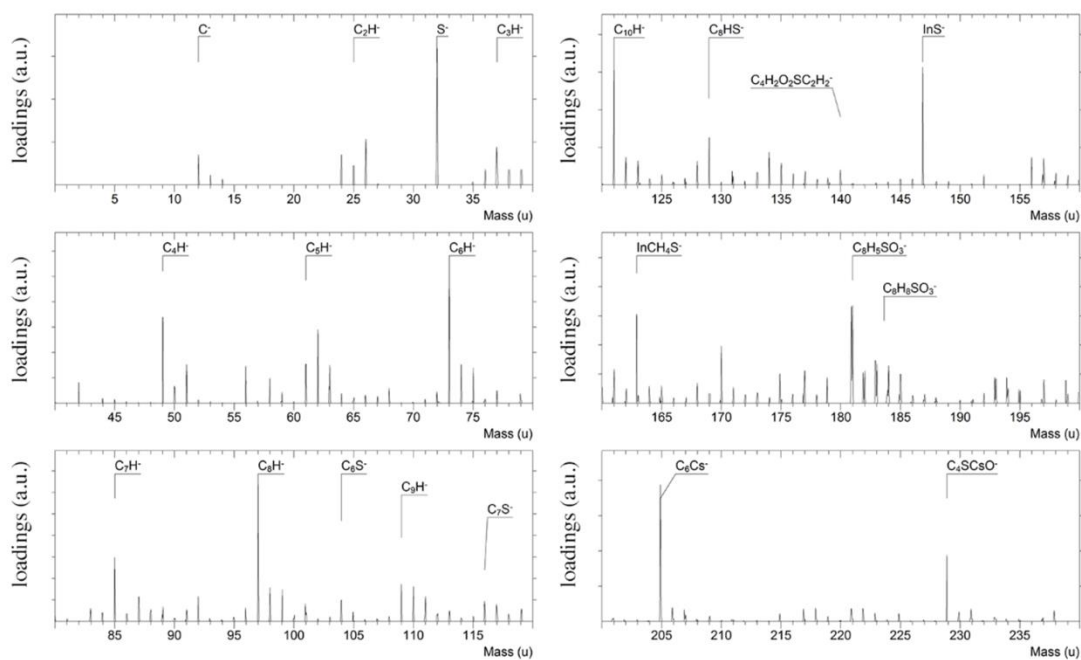 loadings (a.u.)
C-
C₂H-
S-
C₃H-
5 10 15 20 25 30 35
Mass (u)
loadings (a.u.)
C₁₀H-
C₈HS-
C₄H₂O₂SC₂H₂-
InS-
125 130 135 140 145 150 155
Mass (u)
loadings (a.u.)
C₄H-
C₅H-
C₆H-
45 50 55 60 65 70 75
Mass (u)
loadings (a.u.)
InCH₄S-
C₈H₅SO₃-
C₈H₈SO₃-
165 170 175 180 185 190 195
Mass (u)
loadings (a.u.)
C₇H-
C₈H-
C₆S-
C₉H-
C₇S-
85 90 95 100 105 110 115
Mass (u)
loadings (a.u.)
C₆Cs-
C₄SCsO-
205 210 215 220 225 230 235
Mass (u)